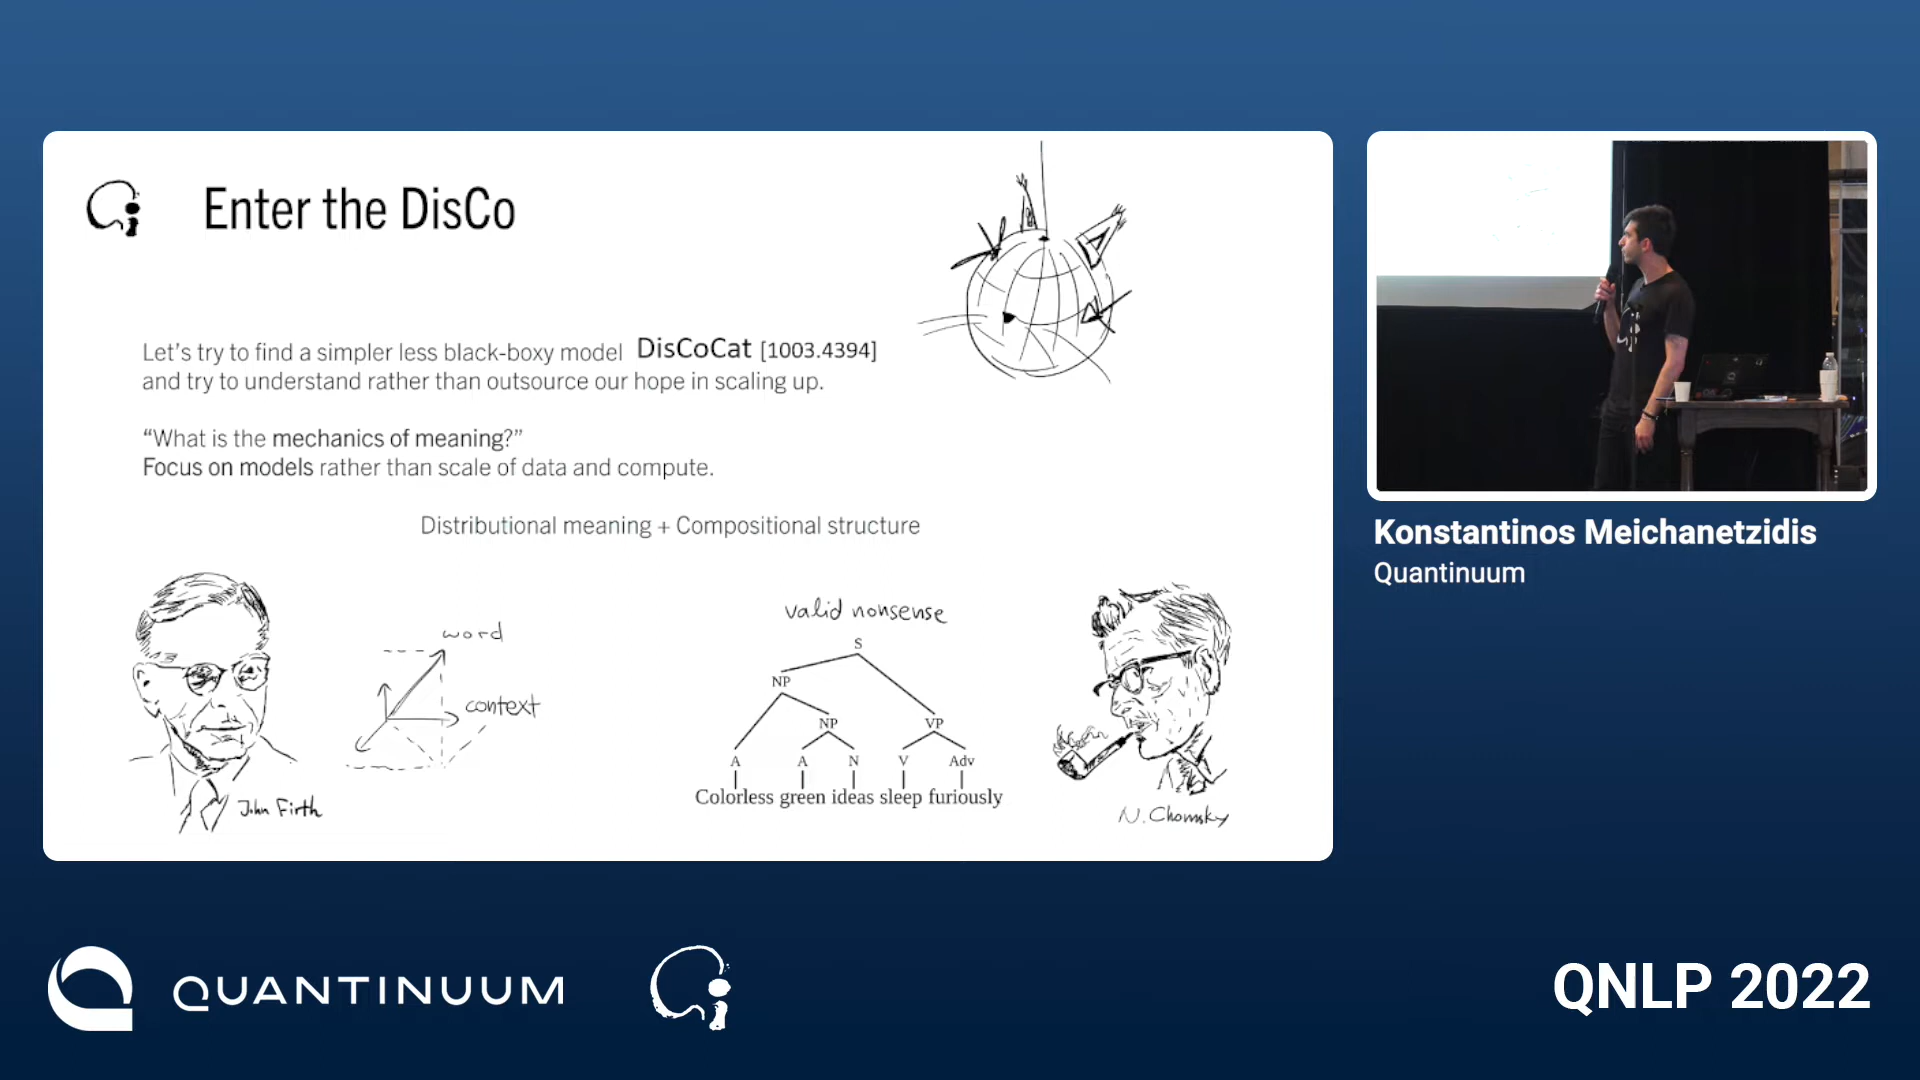 Enter the DisCo
Let's try to find a simpler less black-boxy model DisCoCat [1003.4394]
and try to understand rather than outsource our hope in scaling up.
“What is the mechanics of meaning?”
Focus on models rather than scale of data and compute.
Distributional meaning + Compositional structure
word
context
John Firth
valid nonsense
S
NP
NP VP
A A N V Adv
Colorless green ideas sleep furiously
N. Chomsky
Konstantinos Meichanetzidis
Quantinuum
QUANTINUUM
QNLP 2022